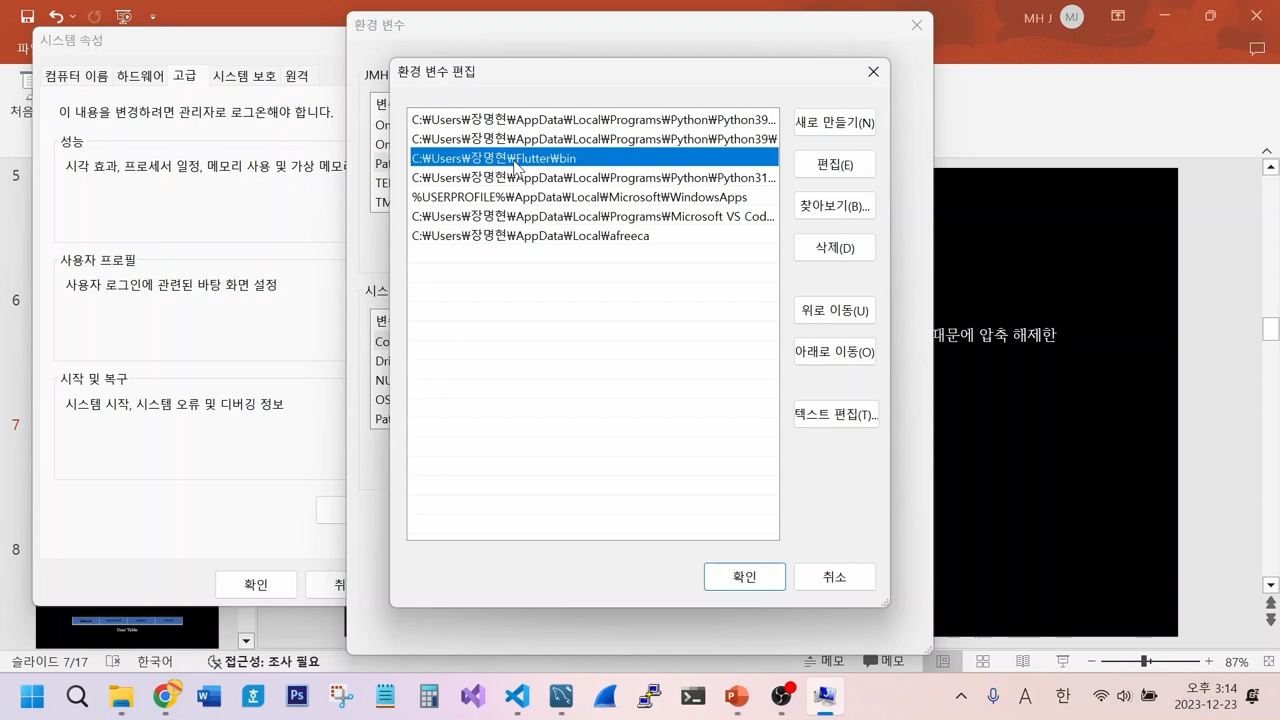 MH J
MJ
시스템 속성
컴퓨터 이름
하드웨어
고급
시스템 보호
원격
이 내용을 변경하려면 관리자로 로그온해야 합니다.
성능
시각 효과, 프로세서 일정, 메모리 사용 및 가상 메모
사용자 프로필
사용자 로그인에 관련된 바탕 화면 설정
시작 및 복구
시스템 시작, 시스템 오류 및 디버깅 정보
확인
환경 변수
환경 변수 편집
C:₩Users₩장명현₩AppData₩Local₩Programs₩Python₩Python39...
C:₩Users₩장명현₩AppData₩Local₩Programs₩Python₩Python39₩
C:₩Users₩장명현₩Flutter₩bin
C:₩Users₩장명현₩AppData₩Local₩Programs₩Python₩Python31...
%USERPROFILE%₩AppData₩Local₩Microsoft₩WindowsApps
C:₩Users₩장명현₩AppData₩Local₩Programs₩Microsoft VS Cod...
C:₩Users₩장명현₩AppData₩Local₩afreeca
새로 만들기(N)
편집(E)
찾아보기(B)...
삭제(D)
위로 이동(U)
아래로 이동(O)
텍스트 편집(T)...
확인
취소
때문에 압축 해제한
5
6
7
8
User Table
슬라이드 7/17
한국어
접근성: 조사 필요
메모
메모
87%
Ps
A
한
오후 3:14
2023-12-23